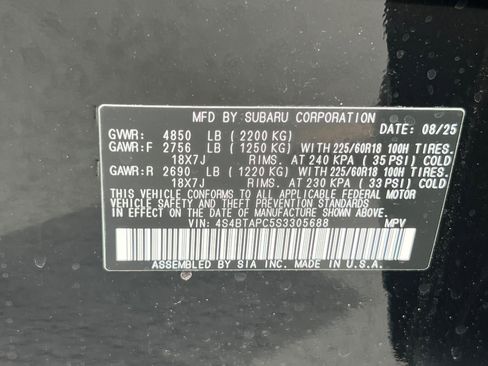 MFD BY SUBARU CORPORATION
GVWR: 4850 LB ( 2200 KG) DATE: 08/25
GAWR:F 2756 LB ( 1250 KG) WITH 225/60R18 100H TIRES.
18X7J RIMS. AT 240 KPA ( 35 PSI) COLD
GAWR:R 2690 LB ( 1220 KG) WITH 225/60R18 100H TIRES.
18X7J RIMS. AT 230 KPA ( 33 PSI) COLD
THIS VEHICLE CONFORMS TO ALL APPLICABLE FEDERAL MOTOR
VEHICLE SAFETY AND THEFT PREVENTION STANDARDS
IN EFFECT ON THE DATE OF MANUFACTURE SHOWN ABOVE.
VIN: 4S4BTAPC5S3305688 MPV
ASSEMBLED BY SIA INC. MADE IN U.S.A.